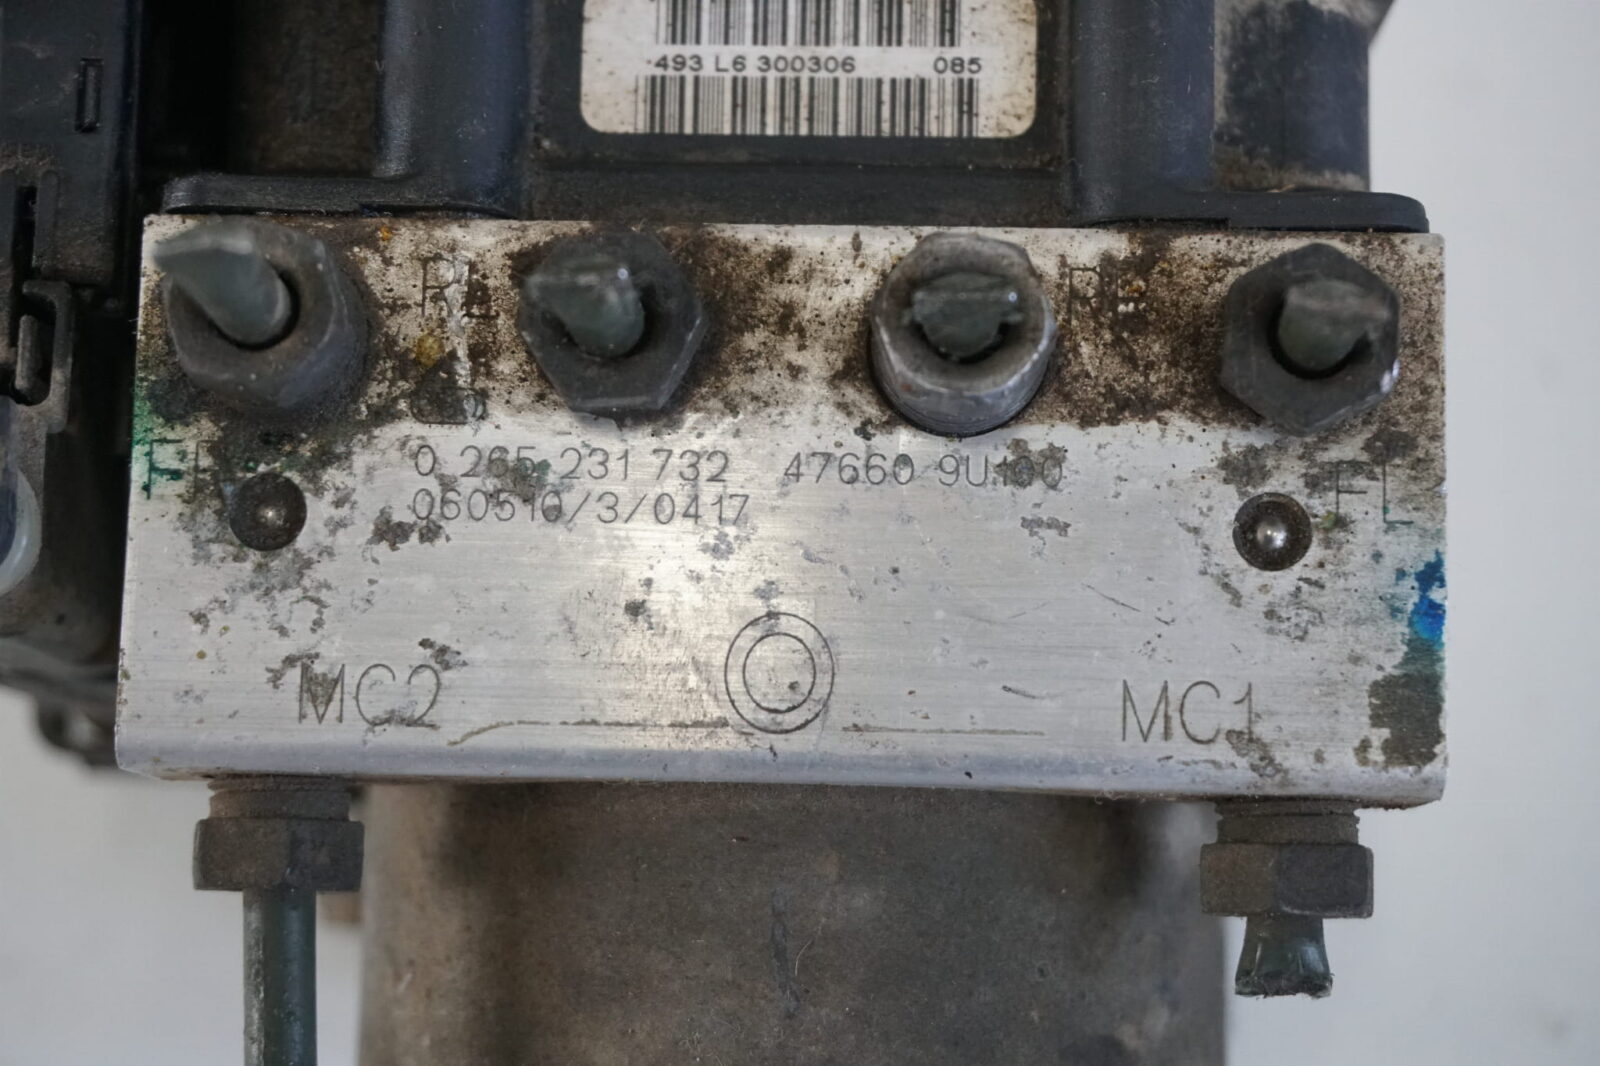 493 L6 300306 085
RL RR
FR FL
0 265 231 732 47660 9U100
060510/3/0417
MC2 MC1